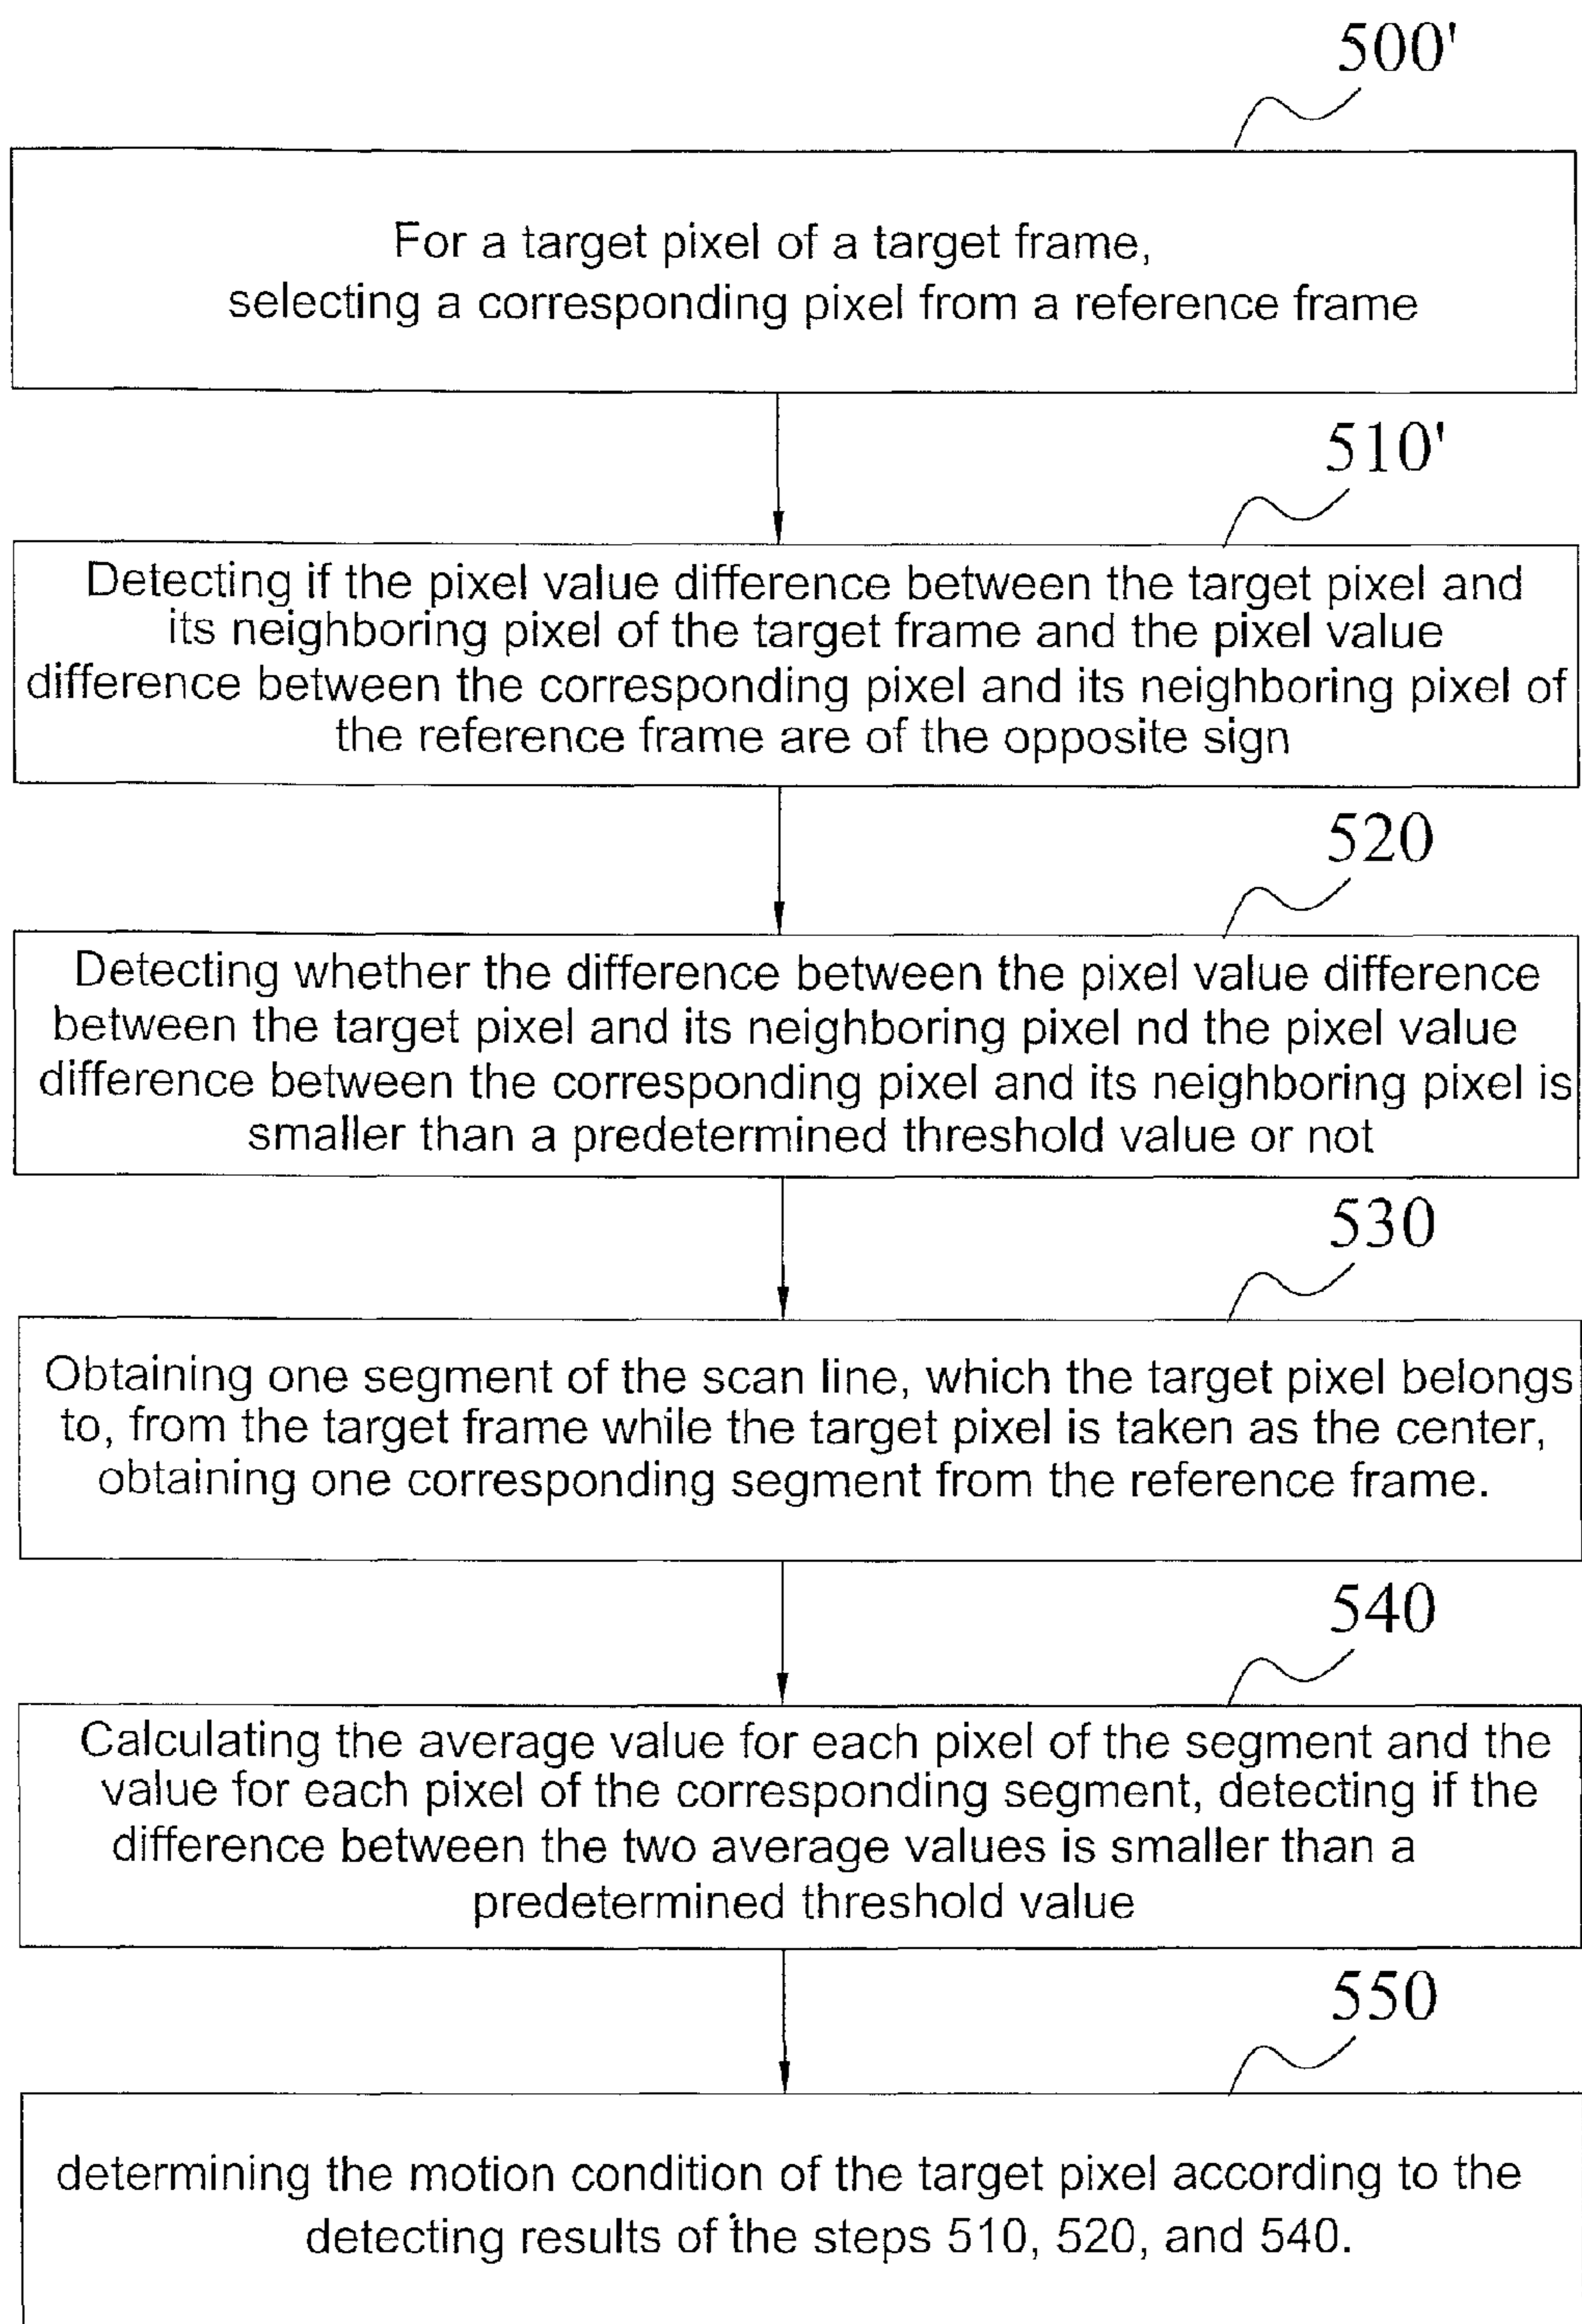 500'
For a target pixel of a target frame,
selecting a corresponding pixel from a reference frame
510'
Detecting if the pixel value difference between the target pixel and
its neighboring pixel of the target frame and the pixel value
difference between the corresponding pixel and its neighboring pixel of
the reference frame are of the opposite sign
520
Detecting whether the difference between the pixel value difference
between the target pixel and its neighboring pixel nd the pixel value
difference between the corresponding pixel and its neighboring pixel is
smaller than a predetermined threshold value or not
530
Obtaining one segment of the scan line, which the target pixel belongs
to, from the target frame while the target pixel is taken as the center,
obtaining one corresponding segment from the reference frame.
540
Calculating the average value for each pixel of the segment and the
value for each pixel of the corresponding segment, detecting if the
difference between the two average values is smaller than a
predetermined threshold value
550
determining the motion condition of the target pixel according to the
detecting results of the steps 510, 520, and 540.